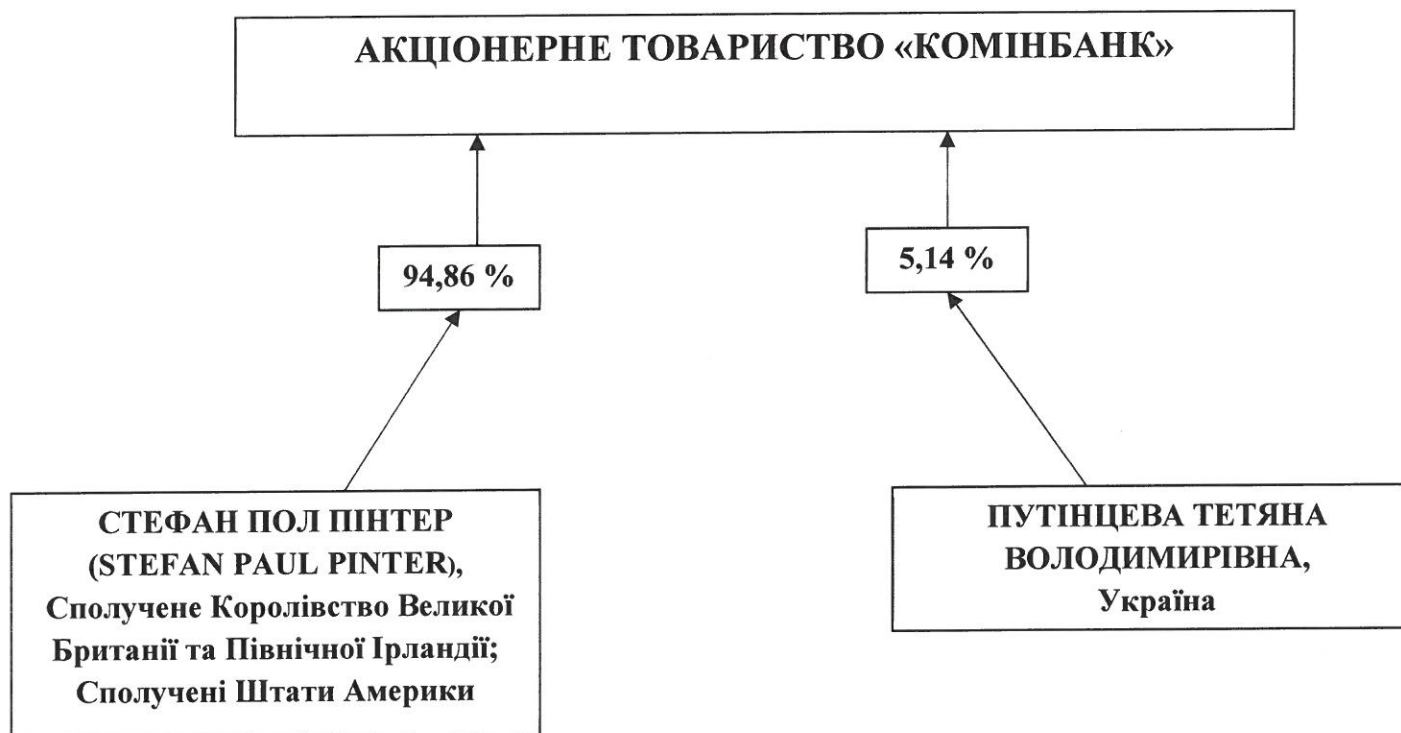 АКЦІОНЕРНЕ ТОВАРИСТВО «КОМІНБАНК»
94,86 %
5,14 %
СТЕФАН ПОЛ ПІНТЕР
(STEFAN PAUL PINTER),
Сполучене Королівство Великої
Британії та Північної Ірландії;
Сполучені Штати Америки
ПУТІНЦЕВА ТЕТЯНА
ВОЛОДИМИРІВНА,
Україна